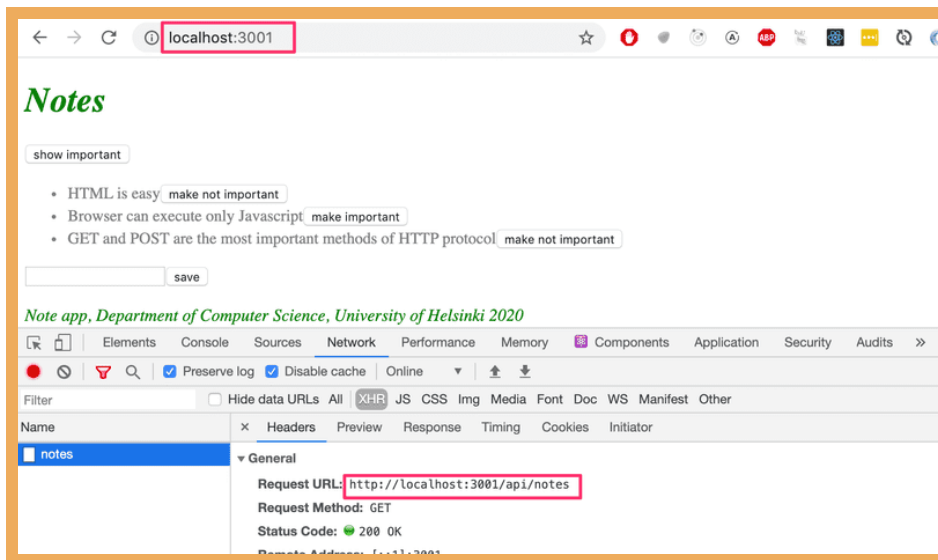 localhost:3001
ABP
Notes
show important
HTML is easy make not important
Browser can execute only Javascript make important
GET and POST are the most important methods of HTTP protocol make not important
save
Note app, Department of Computer Science, University of Helsinki 2020
Elements Console Sources Network Performance Memory Components Application Security Audits »
Preserve log Disable cache Online
Filter Hide data URLs All XHR JS CSS Img Media Font Doc WS Manifest Other
Name × Headers Preview Response Timing Cookies Initiator
notes
General
Request URL: http://localhost:3001/api/notes
Request Method: GET
Status Code: 200 OK
Remote Address: [::1]:3001